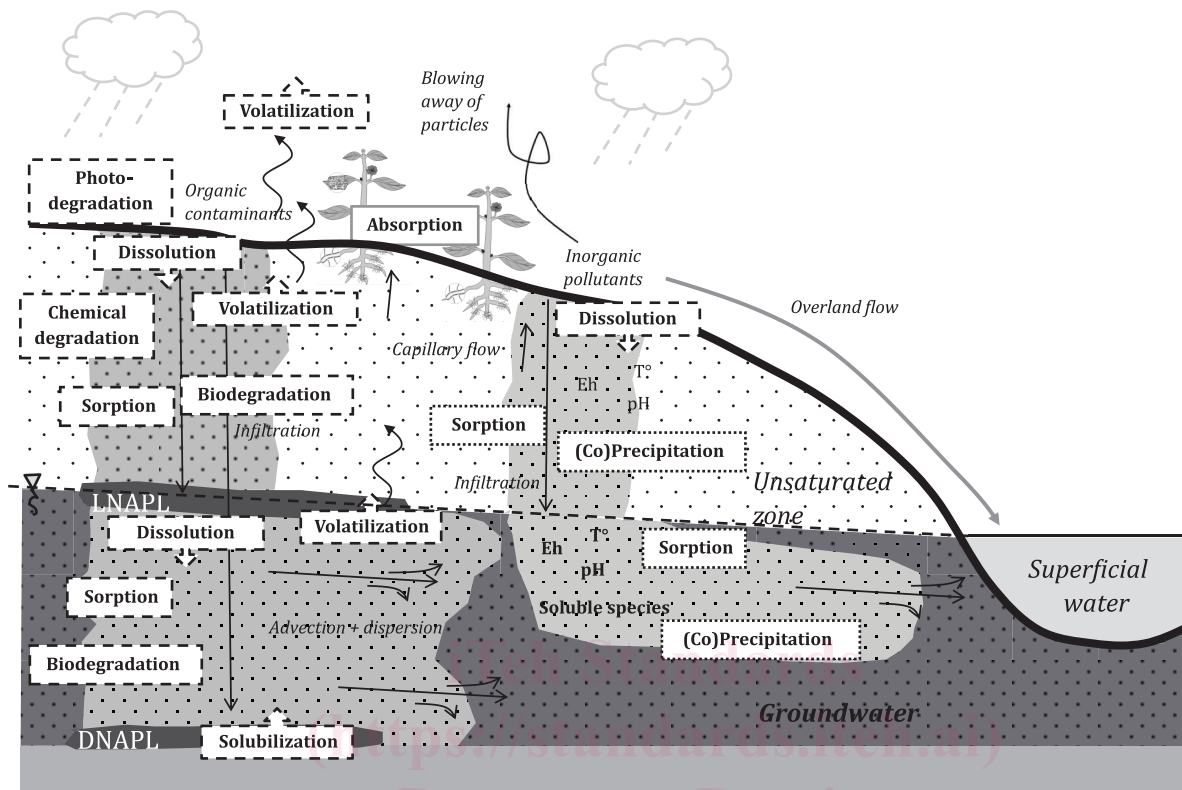 Blowing
away of
particles
Volatilization
Photo-
degradation
Organic
contaminants
Absorption
Dissolution
Inorganic
pollutants
Overland flow
Chemical
degradation
Volatilization
Dissolution
Capillary flow
T°
Eh
pH
Sorption
Biodegradation
Infiltration
Sorption
(Co)Precipitation
Infiltration
Unsaturated
zone
LNAPL
Dissolution
Volatilization
T°
Eh
pH
Sorption
Superficial
water
Sorption
Soluble species
Advection + dispersion
(Co)Precipitation
Biodegradation
iTeh Standards
Groundwater
DNAPL
Solubilization
(https://standards.iteh.ai)